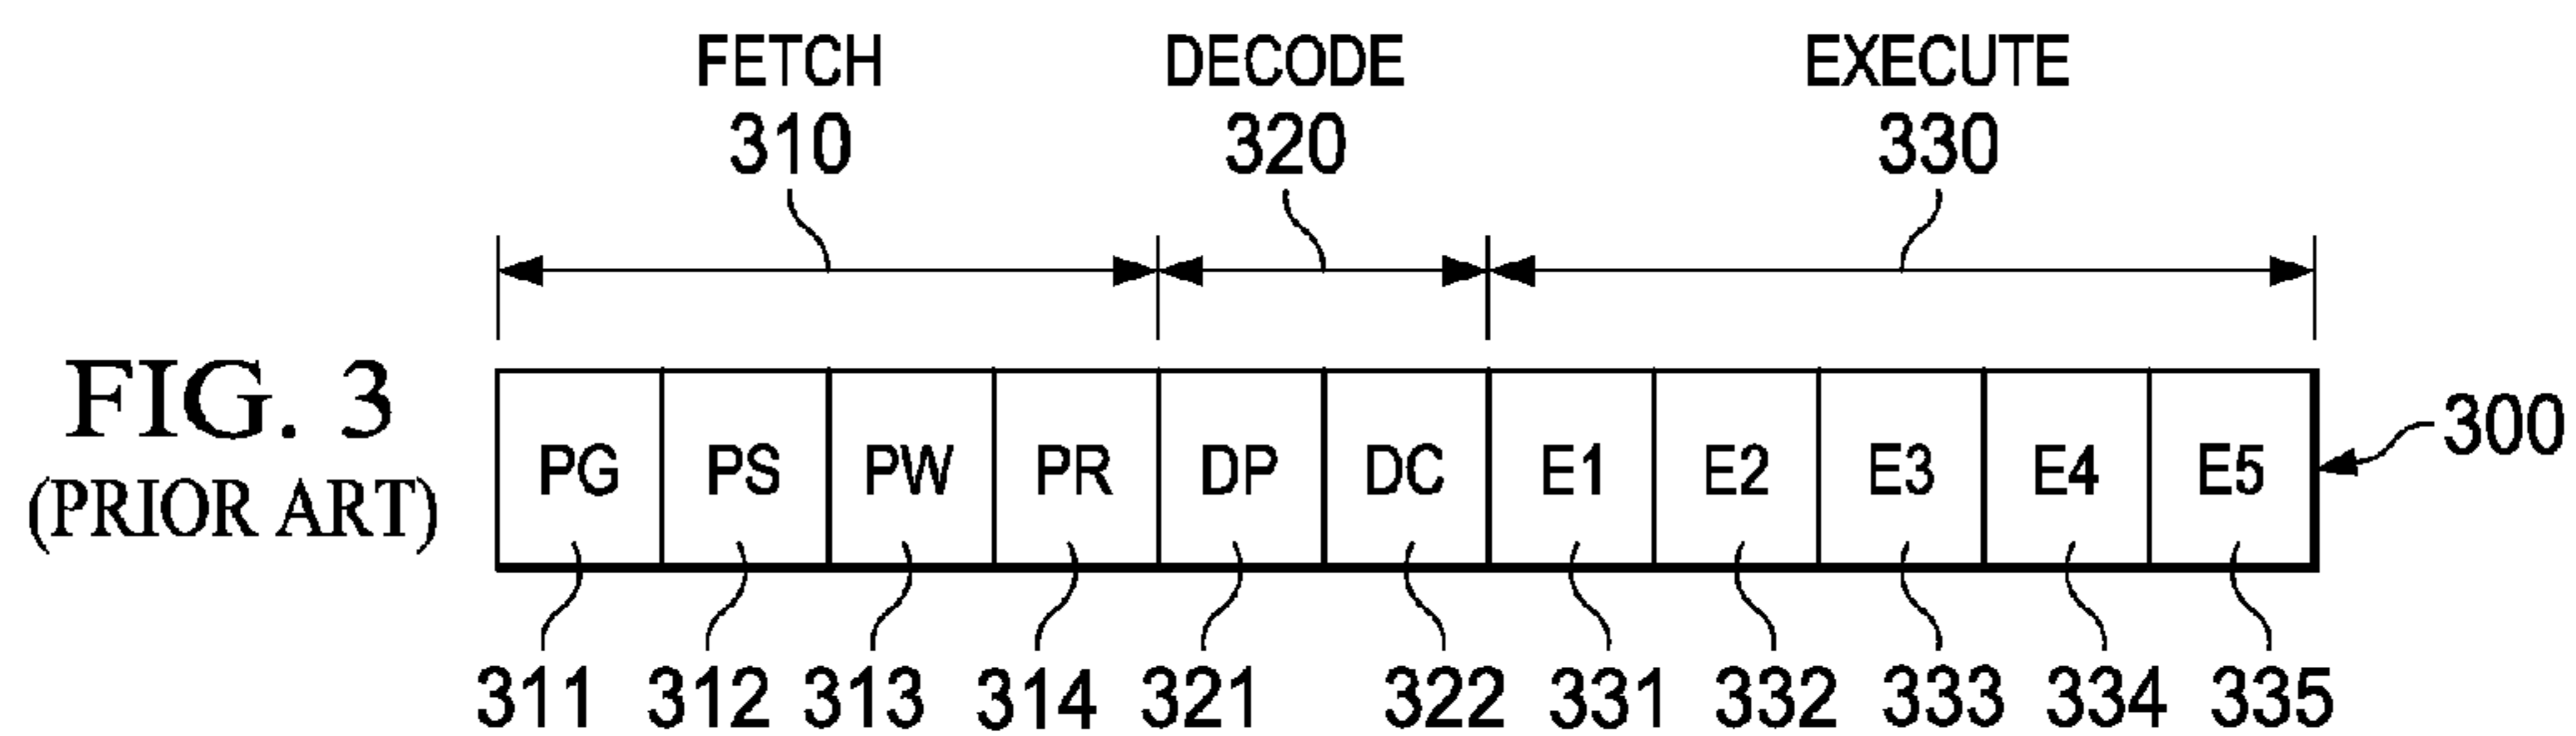 FETCH DECODE EXECUTE
310 320 330
FIG. 3
(PRIOR ART)
PG PS PW PR DP DC E1 E2 E3 E4 E5
300
311 312 313 314 321 322 331 332 333 334 335